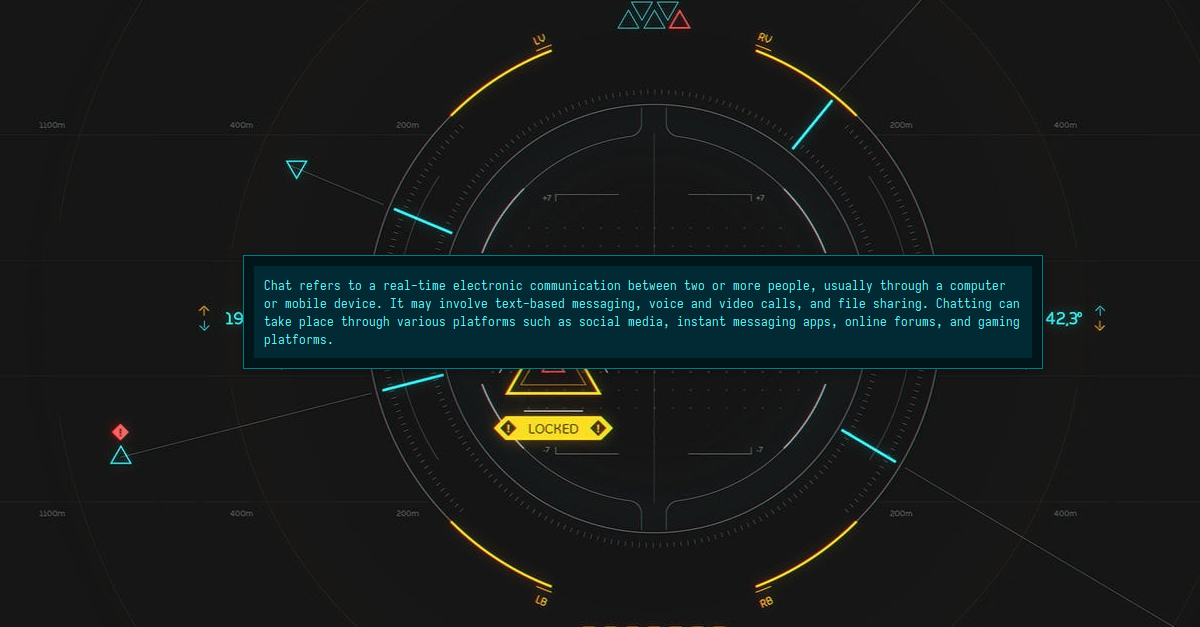 LV
RV
1100m
400m
200m
200m
400m
+7
+7
Chat refers to a real-time electronic communication between two or more people, usually through a computer
or mobile device. It may involve text-based messaging, voice and video calls, and file sharing. Chatting can
take place through various platforms such as social media, instant messaging apps, online forums, and gaming
platforms.
19
42,3°
!
! LOCKED !
-7
-7
1100m
400m
200m
200m
400m
LB
RB